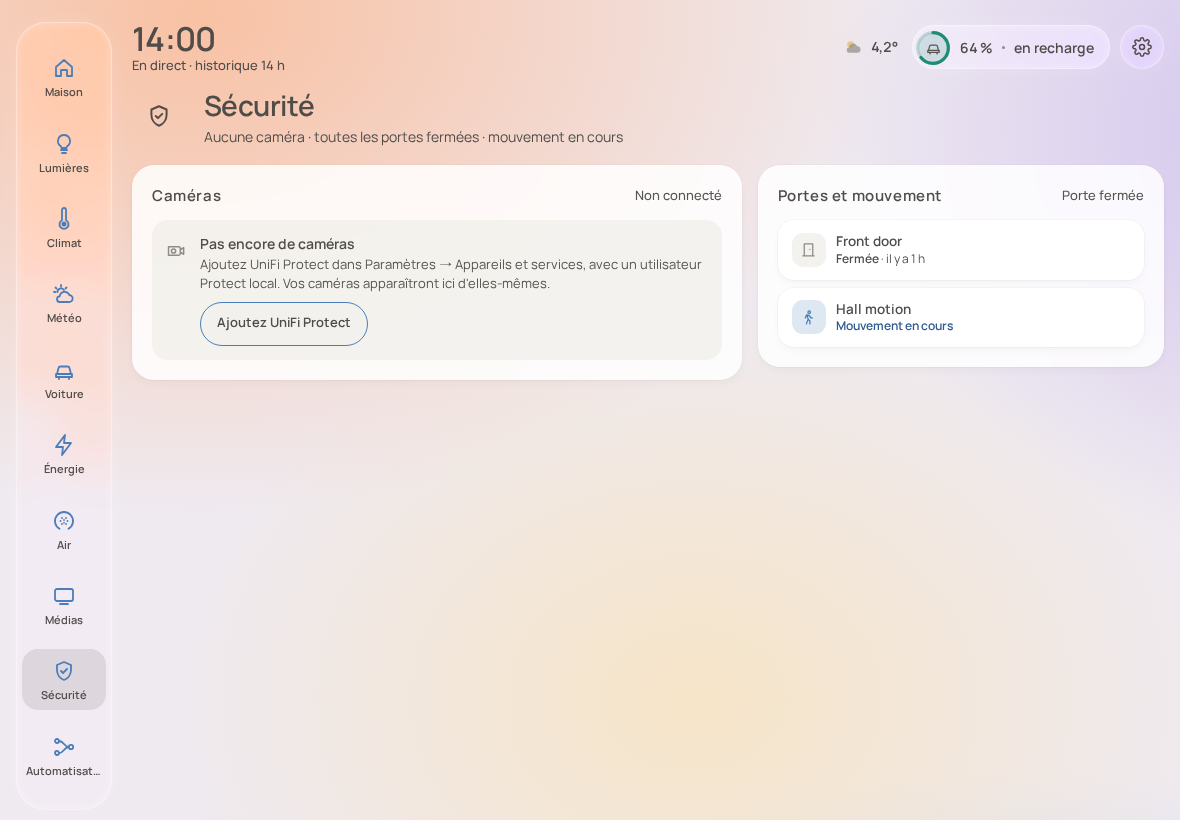 14:00
En direct · historique 14 h
4,2°
64 % · en recharge
Maison
Lumières
Climat
Météo
Voiture
Énergie
Air
Médias
Sécurité
Automatisat...
Sécurité
Aucune caméra · toutes les portes fermées · mouvement en cours
Caméras
Non connecté
Pas encore de caméras
Ajoutez UniFi Protect dans Paramètres → Appareils et services, avec un utilisateur
Protect local. Vos caméras apparaîtront ici d'elles-mêmes.
Ajoutez UniFi Protect
Portes et mouvement
Porte fermée
Front door
Fermée · il y a 1 h
Hall motion
Mouvement en cours